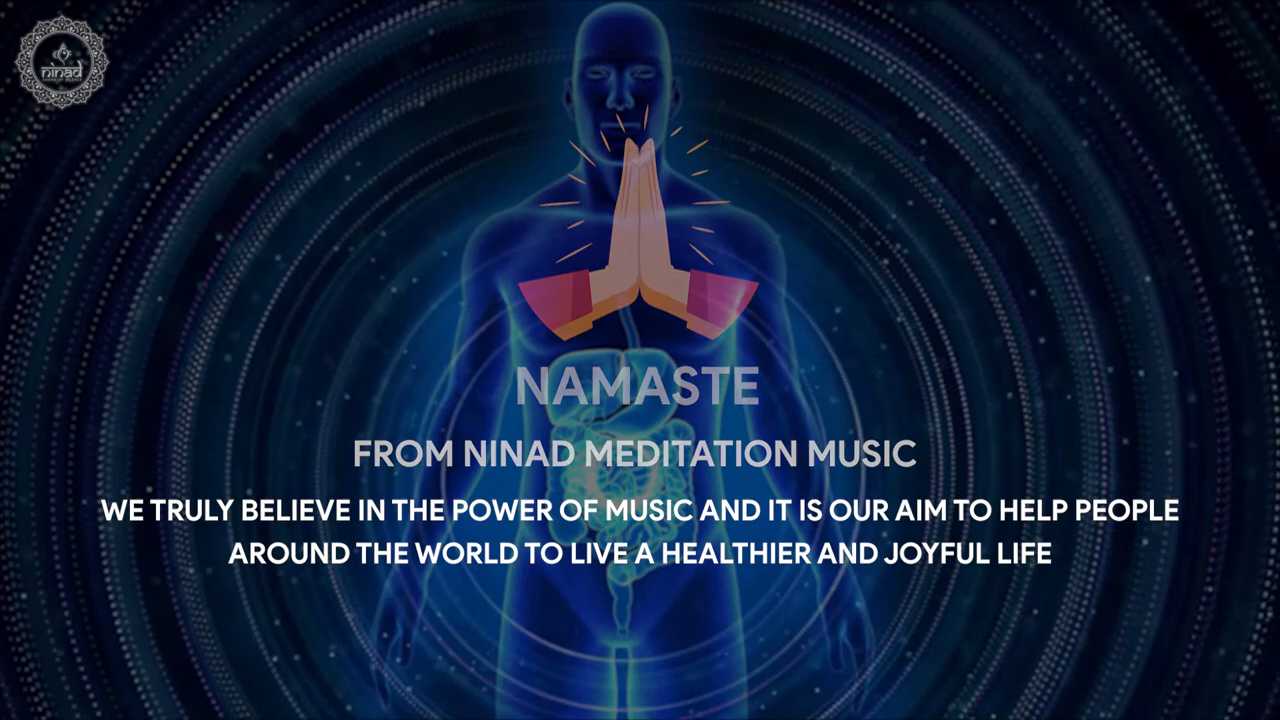 ninad
NAMASTE
FROM NINAD MEDITATION MUSIC
WE TRULY BELIEVE IN THE POWER OF MUSIC AND IT IS OUR AIM TO HELP PEOPLE
AROUND THE WORLD TO LIVE A HEALTHIER AND JOYFUL LIFE